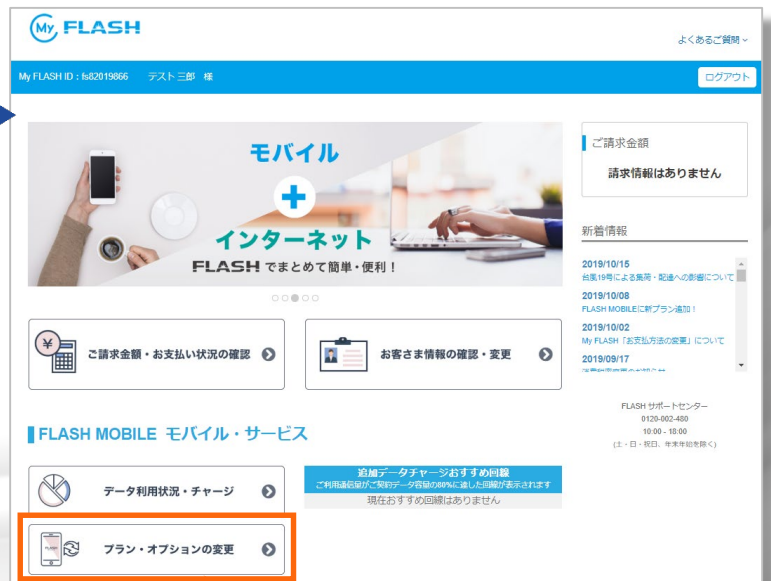 My FLASH
よくあるご質問
My FLASH ID : fs82019866 テスト 三郎 様
ログアウト
モバイル
+
インターネット
FLASH でまとめて簡単・便利！
ご請求金額
請求情報はありません
新着情報
2019/10/15
台風19号による集荷・配達への影響について
2019/10/08
FLASH MOBILEに新プラン追加！
2019/10/02
My FLASH「お支払方法の変更」について
2019/09/17
ご請求金額・お支払い状況の確認
お客さま情報の確認・変更
FLASH サポートセンター
0120-002-480
10:00 - 18:00
(土・日・祝日、年末年始を除く)
FLASH MOBILE モバイル・サービス
データ利用状況・チャージ
追加データチャージおすすめ回線
ご利用通信量がご契約データ容量の80%に達した回線が表示されます
現在おすすめ回線はありません
プラン・オプションの変更